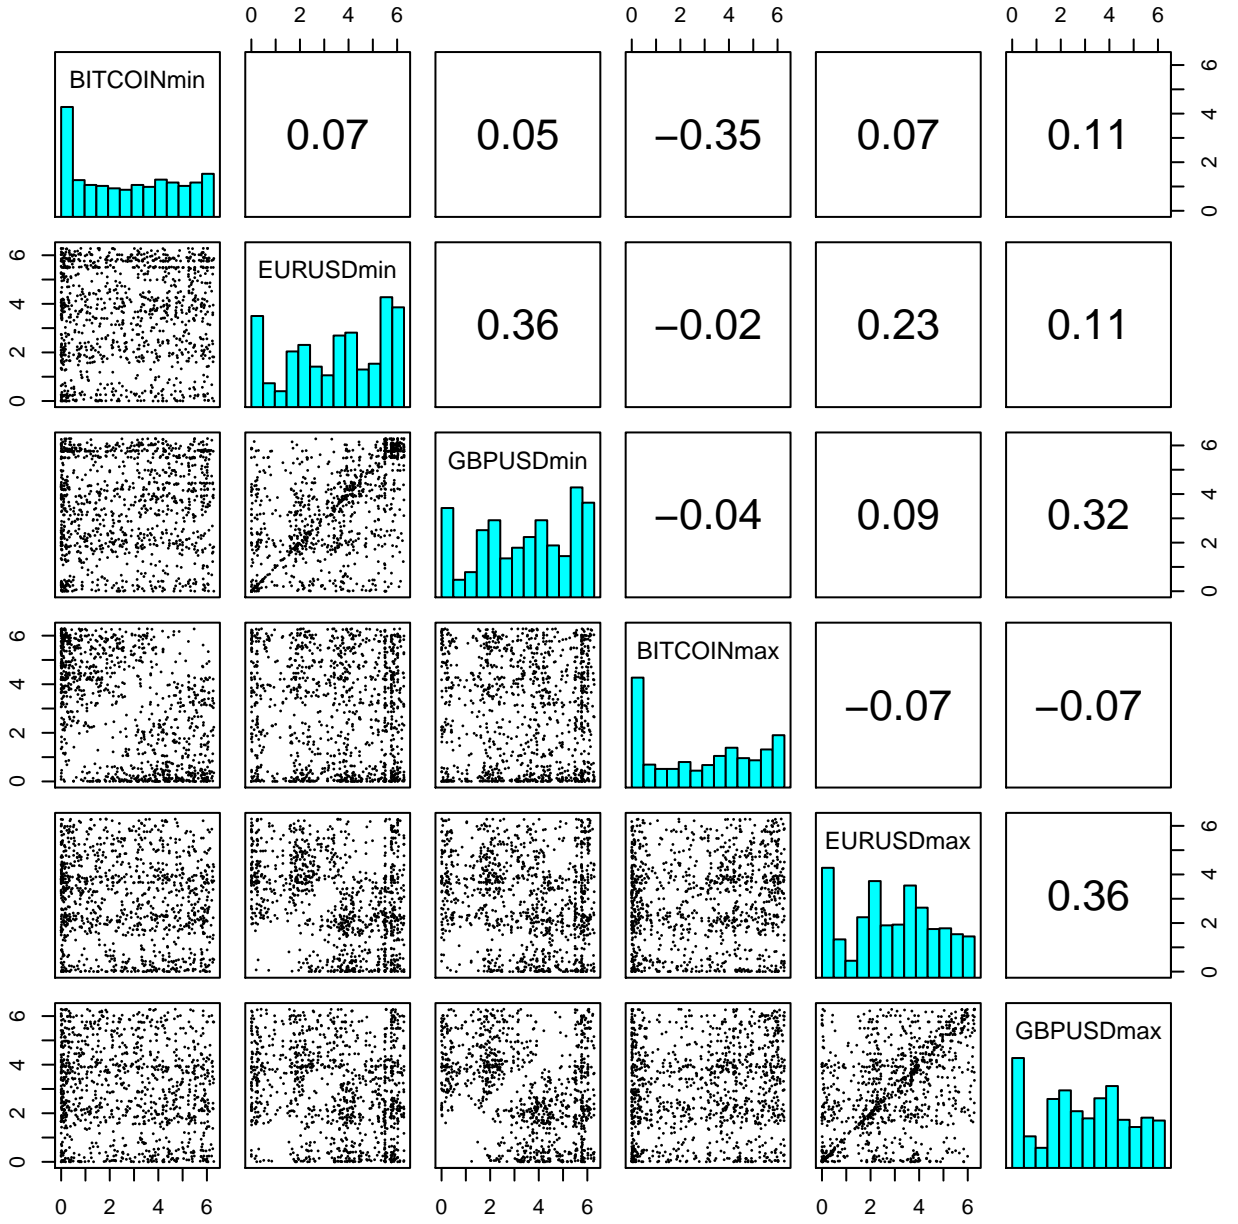 0 2 4 6 0 2 4 6 0 2 4 6
BITCOINmin 0.07 0.05 −0.35 0.07 0.11 0 2 4 6
0 2 4 6 EURUSDmin 0.36 −0.02 0.23 0.11
GBPUSDmin −0.04 0.09 0.32 0 2 4 6
0 2 4 6 BITCOINmax −0.07 −0.07
EURUSDmax 0.36 0 2 4 6
0 2 4 6 GBPUSDmax
0 2 4 6 0 2 4 6 0 2 4 6